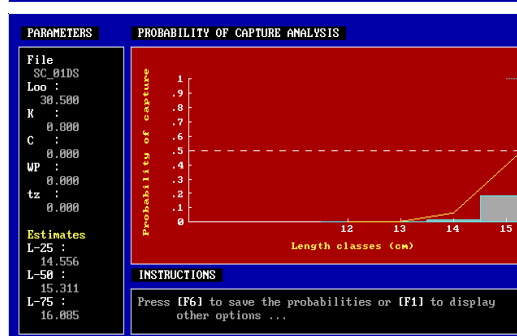 PARAMETERS
File
SC_01DS
Loo :
30.500
K :
0.800
C :
0.000
WP :
0.000
tz :
0.000
Estimates
L-25 :
14.556
L-50 :
15.311
L-75 :
16.085
PROBABILITY OF CAPTURE ANALYSIS
Probability of capture
1
.9
.8
.7
.6
.5
.4
.3
.2
.1
0
12 13 14 15
Length classes (cm)
INSTRUCTIONS
Press [F6] to save the probabilities or [F1] to display
other options ...